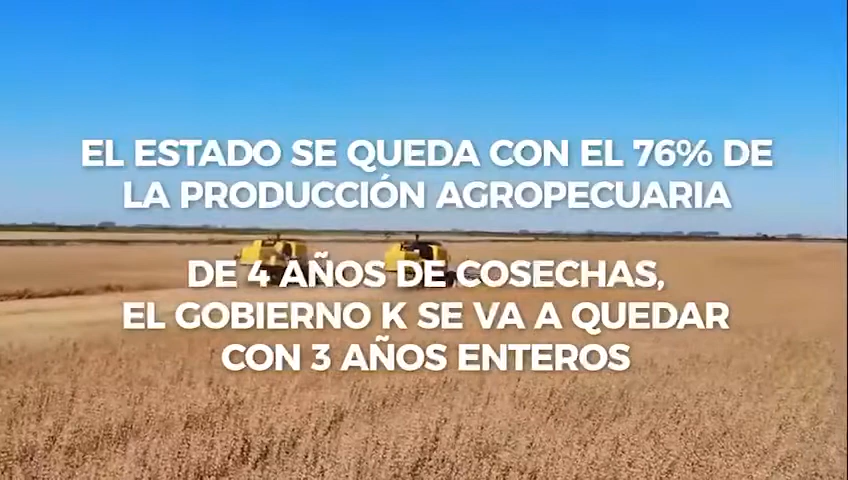 EL ESTADO SE QUEDA CON EL 76% DE
LA PRODUCCIÓN AGROPECUARIA
DE 4 AÑOS DE COSECHAS,
EL GOBIERNO K SE VA A QUEDAR
CON 3 AÑOS ENTEROS